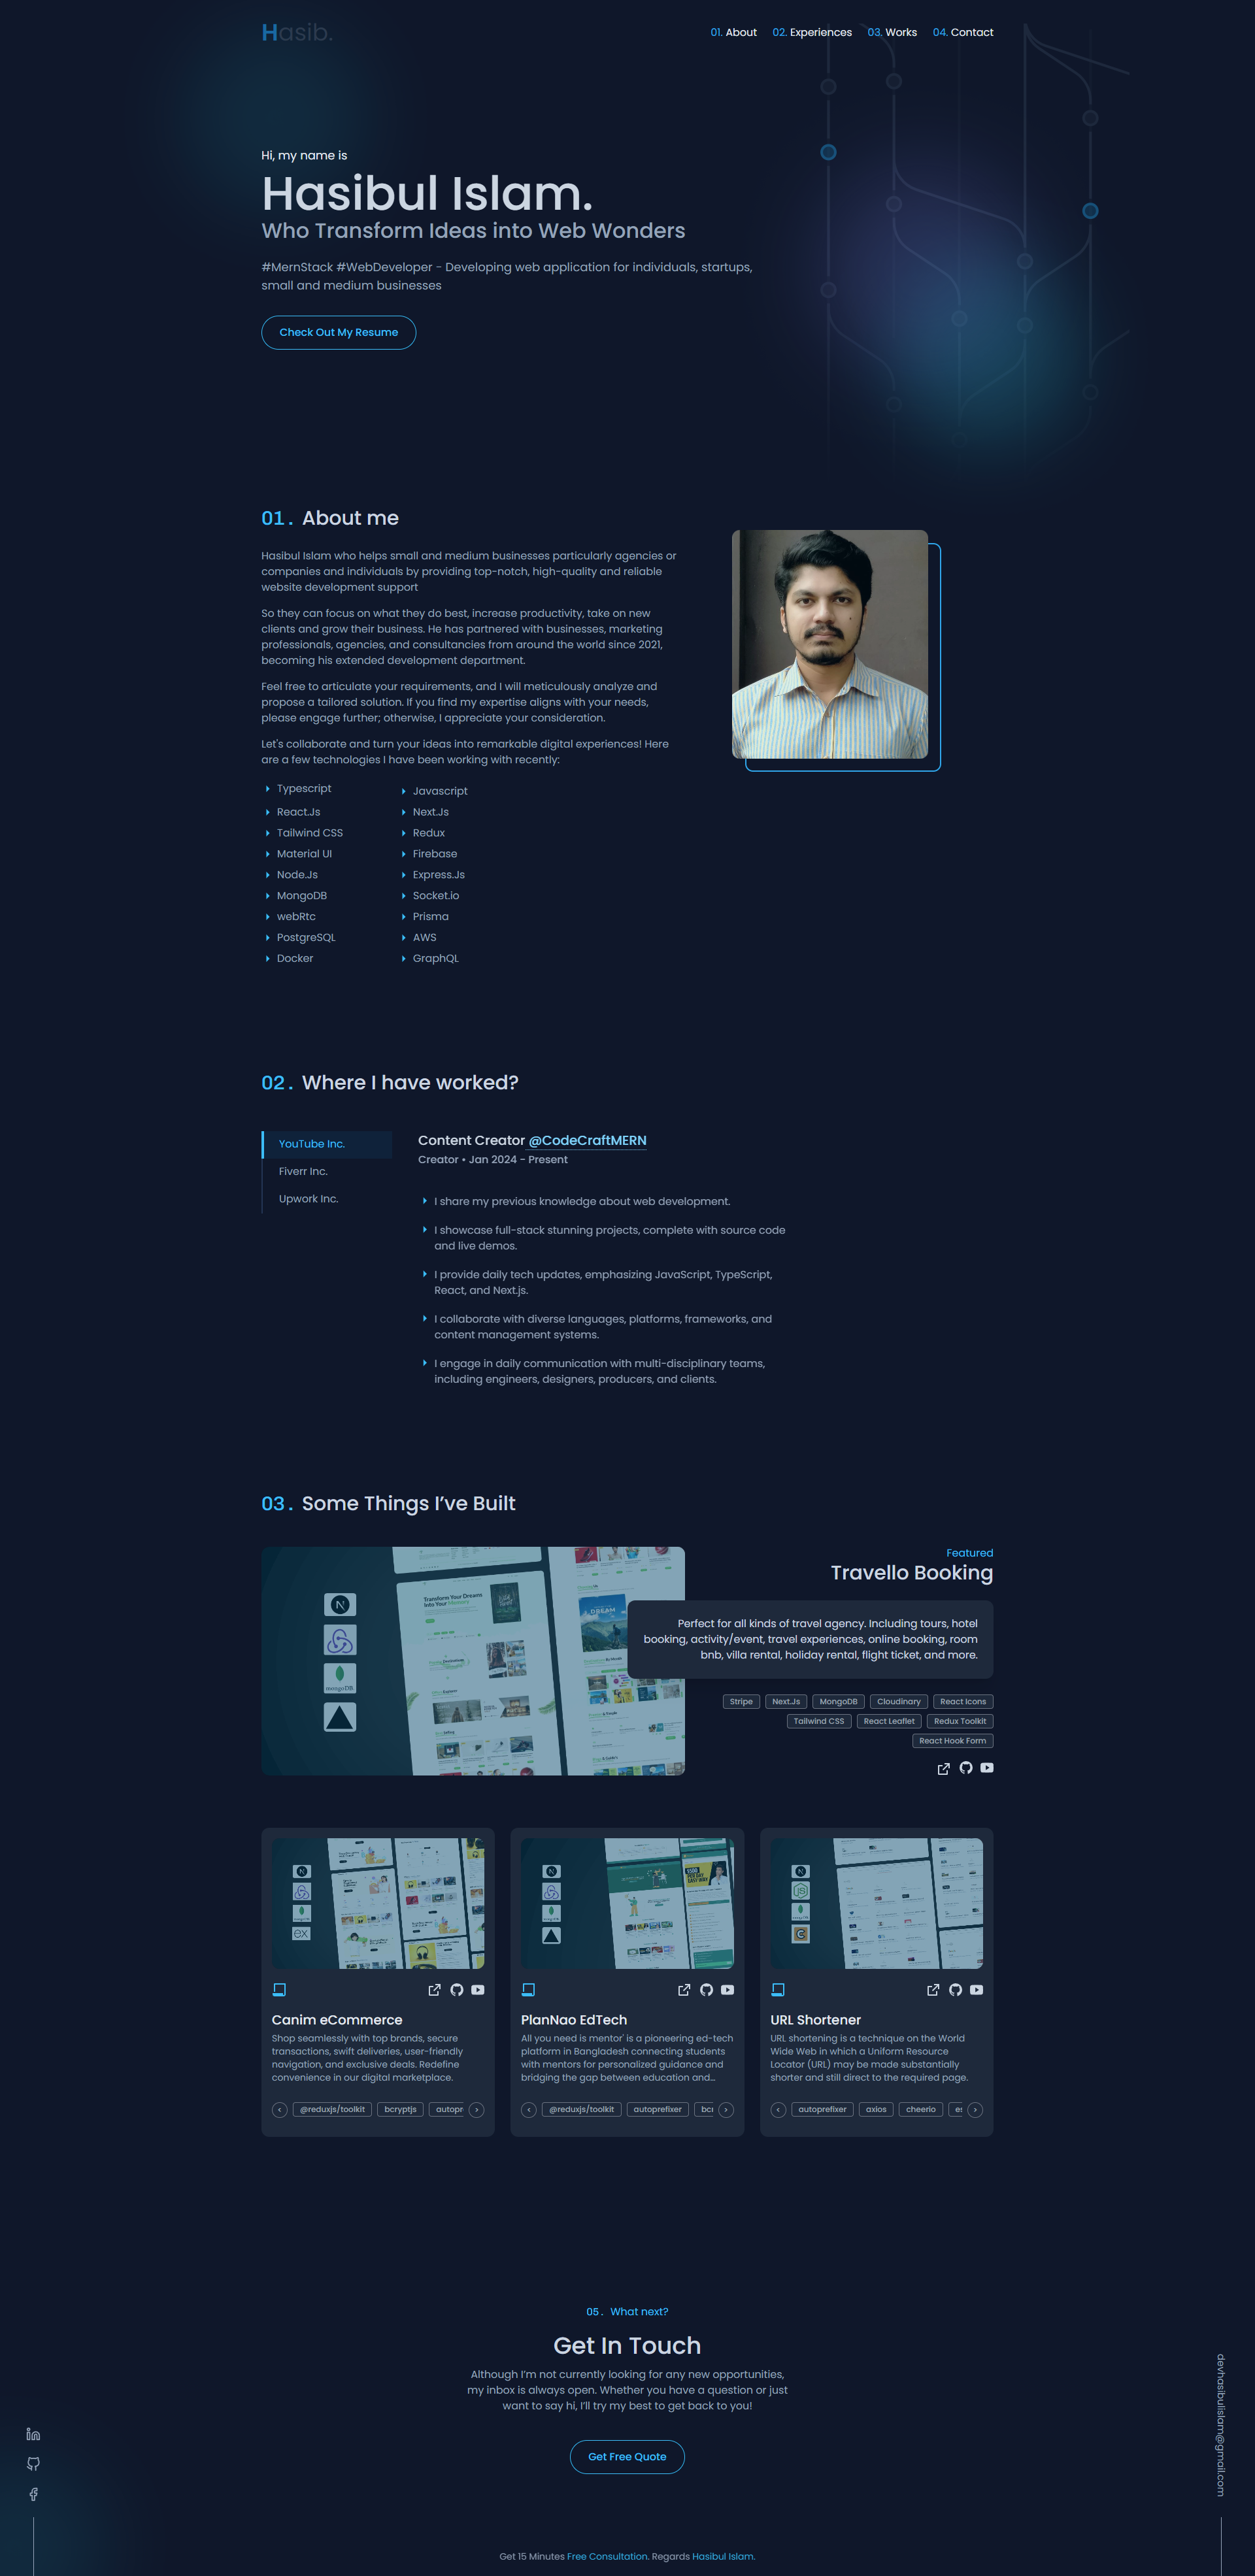 Hasib.
01. About 02. Experiences 03. Works 04. Contact
Hi, my name is
Hasibul Islam.
Who Transform Ideas into Web Wonders
#MernStack #WebDeveloper - Developing web application for individuals, startups,
small and medium businesses
Check Out My Resume
01. About me
Hasibul Islam who helps small and medium businesses particularly agencies or
companies and individuals by providing top-notch, high-quality and reliable
website development support
So they can focus on what they do best, increase productivity, take on new
clients and grow their business. He has partnered with businesses, marketing
professionals, agencies, and consultancies from around the world since 2021,
becoming his extended development department.
Feel free to articulate your requirements, and I will meticulously analyze and
propose a tailored solution. If you find my expertise aligns with your needs,
please engage further; otherwise, I appreciate your consideration.
Let's collaborate and turn your ideas into remarkable digital experiences! Here
are a few technologies I have been working with recently:
Typescript
Javascript
React.Js
Next.Js
Tailwind CSS
Redux
Material UI
Firebase
Node.Js
Express.Js
MongoDB
Socket.io
webRtc
Prisma
PostgreSQL
AWS
Docker
GraphQL
02. Where I have worked?
YouTube Inc.
Fiverr Inc.
Upwork Inc.
Content Creator @CodeCraftMERN
Creator • Jan 2024 - Present
I share my previous knowledge about web development.
I showcase full-stack stunning projects, complete with source code
and live demos.
I provide daily tech updates, emphasizing JavaScript, TypeScript,
React, and Next.js.
I collaborate with diverse languages, platforms, frameworks, and
content management systems.
I engage in daily communication with multi-disciplinary teams,
including engineers, designers, producers, and clients.
03. Some Things I've Built
Transform Your Dreams
Into Your Memory
mongoDB.
DREAM
Featured
Travello Booking
Perfect for all kinds of travel agency. Including tours, hotel
booking, activity/event, travel experiences, online booking, room
bnb, villa rental, holiday rental, flight ticket, and more.
Stripe Next.Js MongoDB Cloudinary React Icons
Tailwind CSS React Leaflet Redux Toolkit
React Hook Form
Canim eCommerce
Shop seamlessly with top brands, secure
transactions, swift deliveries, user-friendly
navigation, and exclusive deals. Redefine
convenience in our digital marketplace.
@reduxjs/toolkit bcryptjs autopr
PlanNao EdTech
All you need is mentor' is a pioneering ed-tech
platform in Bangladesh connecting students
with mentors for personalized guidance and
bridging the gap between education and...
@reduxjs/toolkit autoprefixer bcr
URL Shortener
URL shortening is a technique on the World
Wide Web in which a Uniform Resource
Locator (URL) may be made substantially
shorter and still direct to the required page.
autoprefixer axios cheerio es
05. What next?
Get In Touch
Although I'm not currently looking for any new opportunities,
my inbox is always open. Whether you have a question or just
want to say hi, I'll try my best to get back to you!
Get Free Quote
devhasibulislam@gmail.com
Get 15 Minutes Free Consultation. Regards Hasibul Islam.